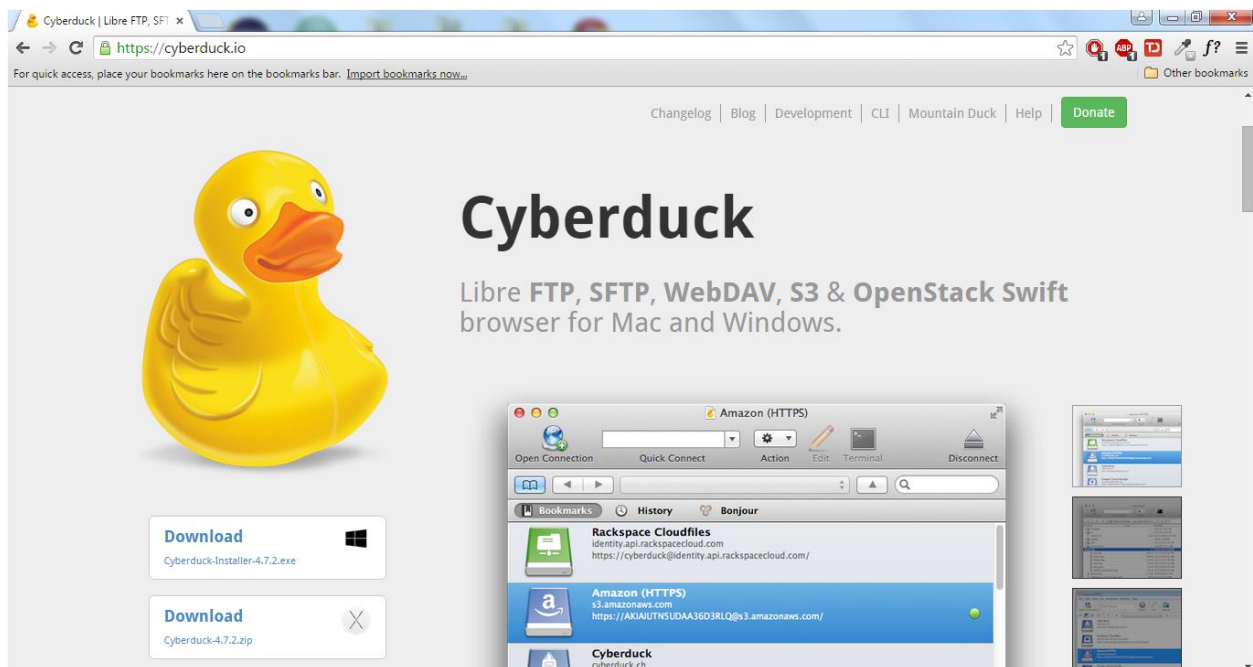 Cyberduck | Libre FTP, SFT
https://cyberduck.io
ABP
f?
For quick access, place your bookmarks here on the bookmarks bar. Import bookmarks now...
Other bookmarks
Changelog | Blog | Development | CLI | Mountain Duck | Help |
Donate
Cyberduck
Libre FTP, SFTP, WebDAV, S3 & OpenStack Swift
browser for Mac and Windows.
Download
Cyberduck-Installer-4.7.2.exe
Download
Cyberduck-4.7.2.zip
Amazon (HTTPS)
Open Connection Quick Connect Action Edit Terminal Disconnect
Bookmarks History Bonjour
Rackspace Cloudfiles
identity.api.rackspacecloud.com
https://cyberduck@identity.api.rackspacecloud.com/
Amazon (HTTPS)
s3.amazonaws.com
https://AKIAIUTNSUDAA36D3RLQ@s3.amazonaws.com/
Cyberduck
cyberduck.ch